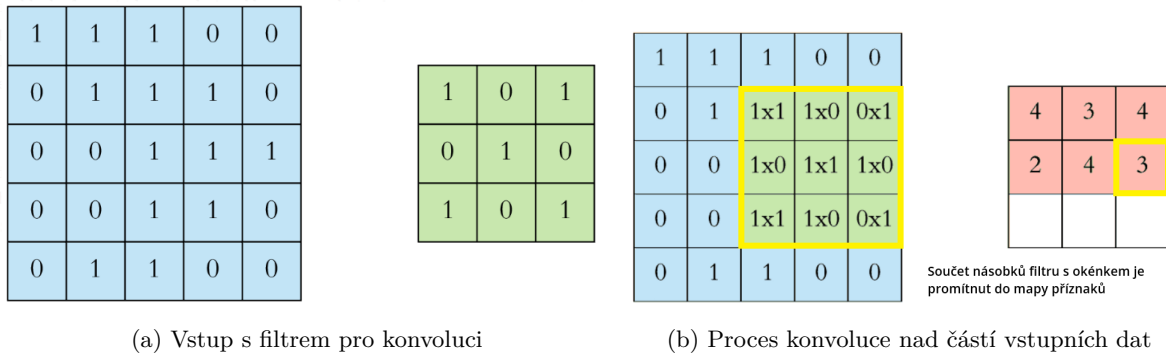 1 1 1 0 0
0 1 1 1 0
0 0 1 1 1
0 0 1 1 0
0 1 1 0 0
1 0 1
0 1 0
1 0 1
(a) Vstup s filtrem pro konvoluci
1 1 1 0 0
0 1 1x1 1x0 0x1
0 0 1x0 1x1 1x0
0 0 1x1 1x0 0x1
0 1 1 0 0
4 3 4
2 4 3
Součet násobků filtru s okénkem je
promítnut do mapy příznaků
(b) Proces konvoluce nad částí vstupních dat